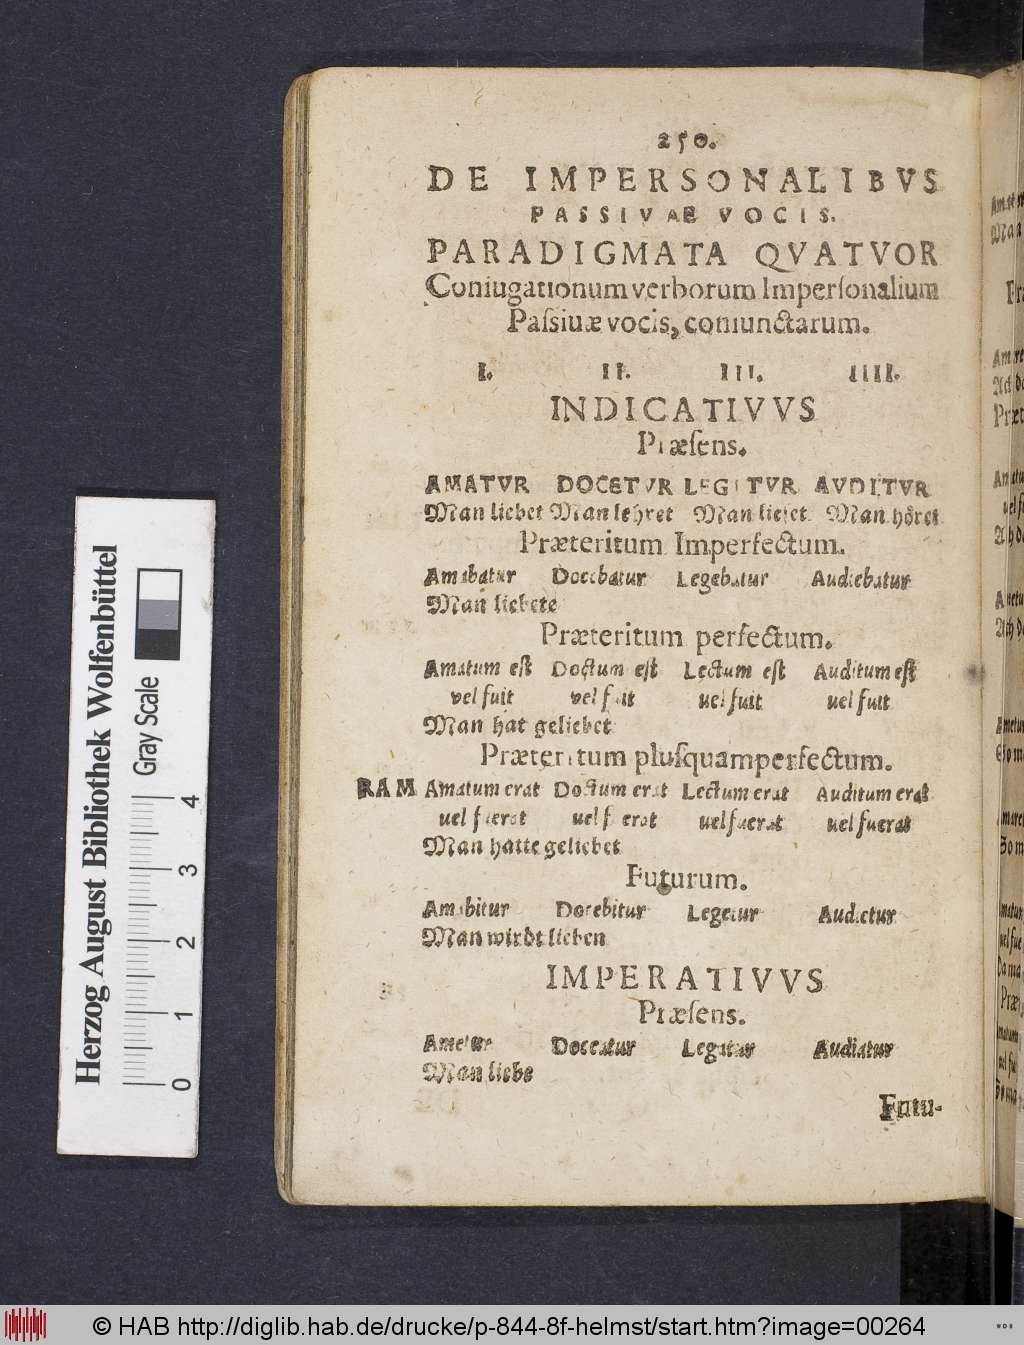 250.
DE IMPERSONALIBVS
PASSIVAE VOCIS.
PARADIGMATA QVATVOR
Coniugationum verborum Imperſonalium
Paſsiuæ vocis, coniunctarum.
I. II. III. IIII.
INDICATIVVS
Præſens.
AMATVR DOCETVR LEGITVR AVDITVR
Man liebet Man lehret Man lieſet Man höret
Præteritum Imperfectum.
Amabatur Docebatur Legebatur Audiebatur
Man liebete
Præteritum perfectum.
Amatum eſt Doctum eſt Lectum eſt Auditum eſt
vel fuit vel fuit uel fuit uel fuit
Man hat geliebet
Præteritum pluſquamperfectum.
RAM Amatum erat Doctum erat Lectum erat Auditum erat
uel fuerat uel fuerat uel fuerat uel fuerat
Man hatte geliebet
Futurum.
Amabitur Docebitur Legetur Audietur
Man wirdt lieben
IMPERATIVVS
Præſens.
Ametur Doceatur Legatur Audiatur
Man liebe
Futu-
Herzog August Bibliothek Wolfenbüttel
Gray Scale
0 1 2 3 4
© HAB http://diglib.hab.de/drucke/p-844-8f-helmst/start.htm?image=00264